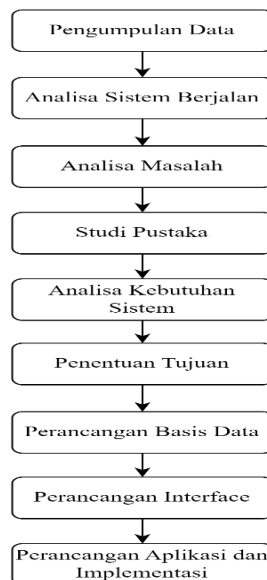 Pengumpulan Data
Analisa Sistem Berjalan
Analisa Masalah
Studi Pustaka
Analisa Kebutuhan
Sistem
Penentuan Tujuan
Perancangan Basis Data
Perancangan Interface
Perancangan Aplikasi dan
Implementasi